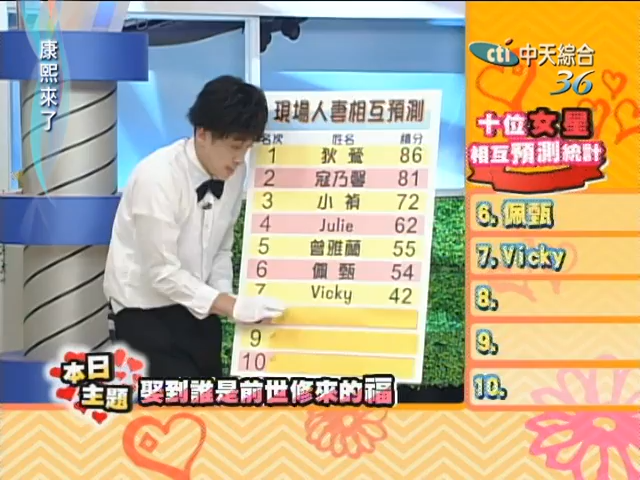 康熙來了
cti 中天綜合
36
現場人妻相互預測
名次 姓名 積分
1 狄鶯 86
2 寇乃馨 81
3 小禎 72
4 Julie 62
5 曾雅蘭 55
6 佩甄 54
7 Vicky 42
9
10
十位女星
相互預測統計
6. 佩甄
7. Vicky
8.
9.
10.
本日
主題
娶到誰是前世修來的福